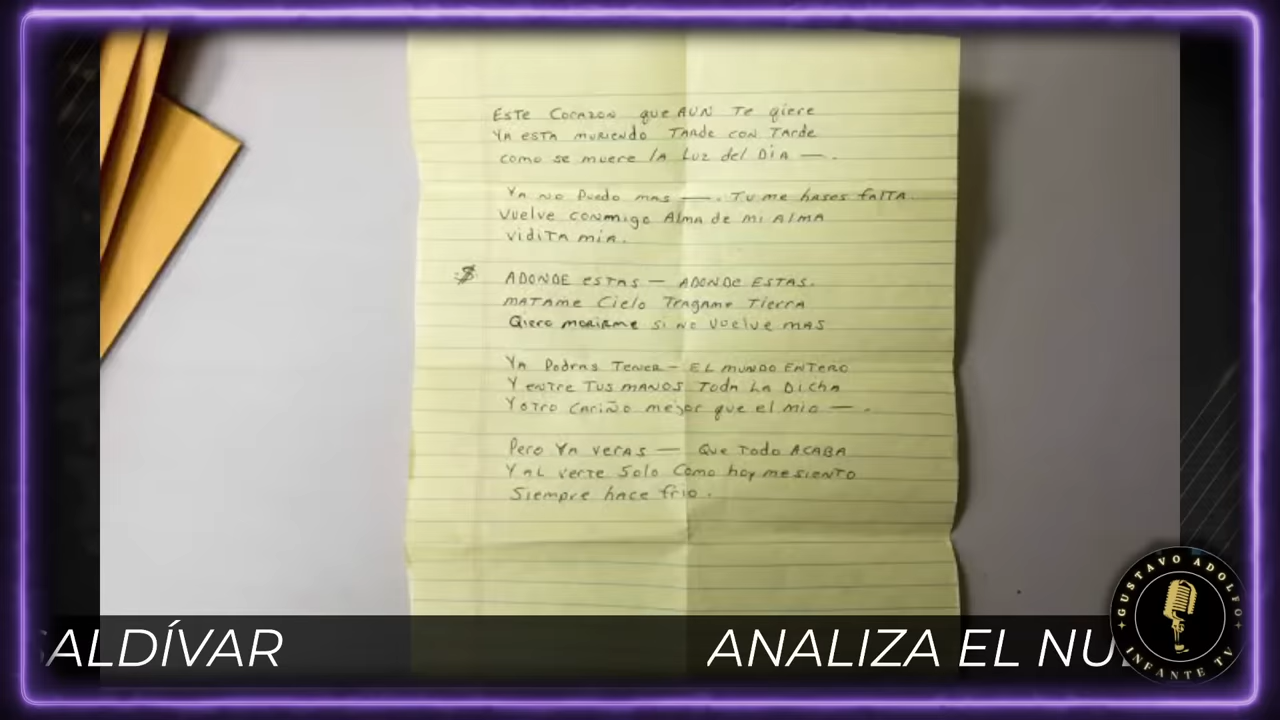 ESTE CORAZON que AUN Te qiere
YA ESTA MURIENDO TARde CON TARde
COMO se muere lA Luz del DIA —.
YA NO Puedo mas —. Tu me hases fALTA.
Vuelve CONmigo Alma de mi AlMA
VidiTA miA.
$ ADONDE ESTAS — ADONDE ESTAS.
MATAme Cielo TRAgame TieRRA
Qiero moRiRme si no Vuelve MAS
YA PodrAS TeneR — EL MUNDO ENTERO
Y entre TUS MANOS TodA LA DiChA
Y OTRO CARiÑo mejor que el mio —.
Pero YA veRAS — Que Todo ACABA
Y AL verte Solo Como hoy me SIENTO
Siempre hace frio.
SALDÍVAR
ANALIZA EL NU
GUSTAVO ADOLFO
INFANTE TV